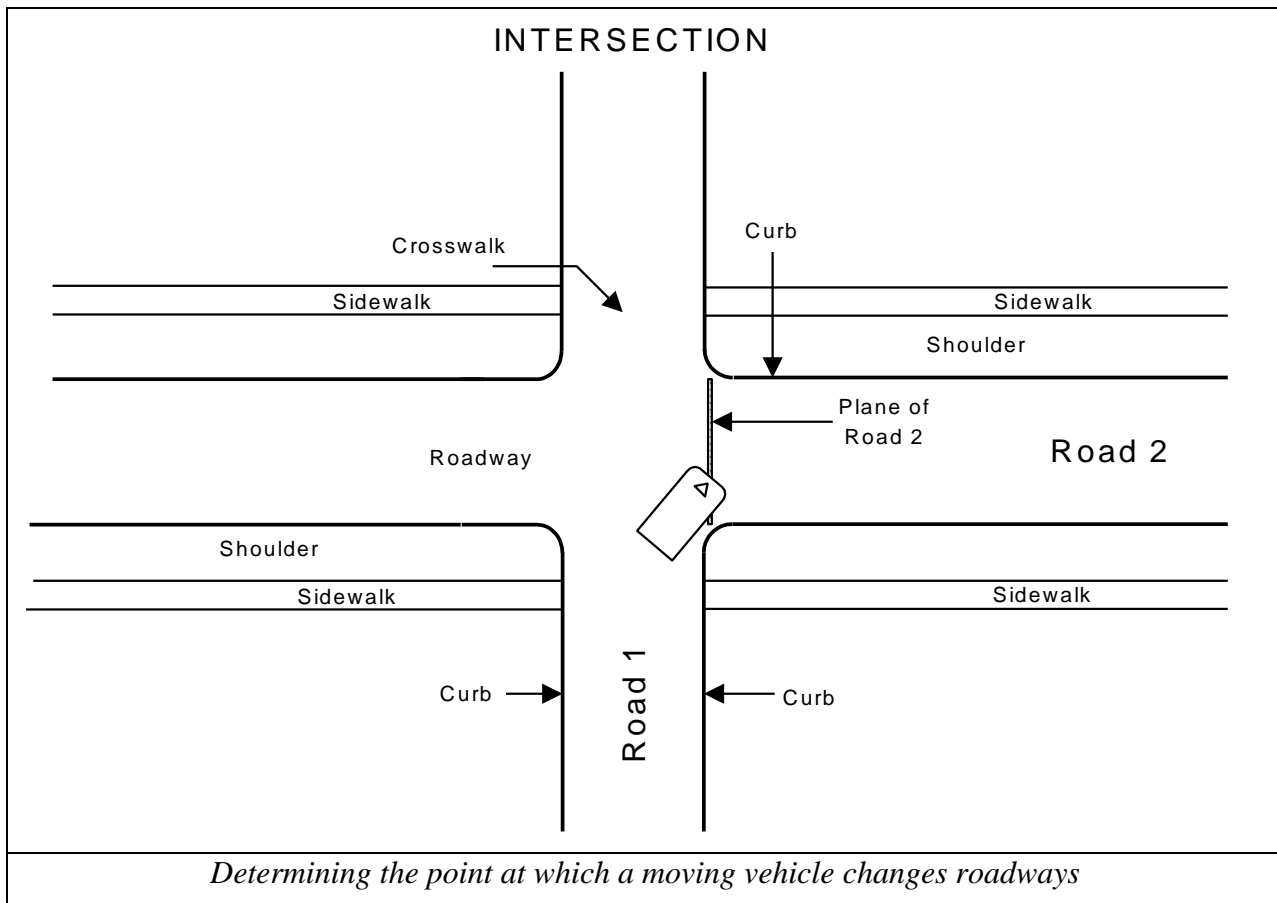 INTERSECTION
Crosswalk
Curb
Sidewalk
Sidewalk
Shoulder
Plane of
Road 2
Roadway
Road 2
Shoulder
Sidewalk
Sidewalk
Road 1
Curb
Curb
Determining the point at which a moving vehicle changes roadways